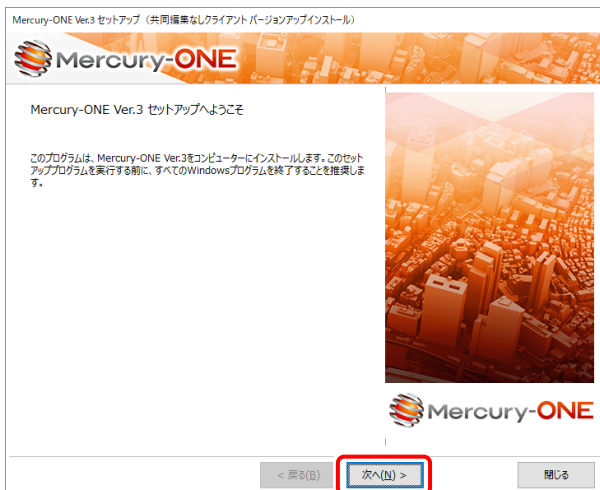 Mercury-ONE Ver.3 セットアップ（共同編集なしクライアント バージョンアップインストール）
Mercury-ONE
Mercury-ONE Ver.3 セットアップへようこそ
このプログラムは、Mercury-ONE Ver.3をコンピューターにインストールします。このセット
アッププログラムを実行する前に、すべてのWindowsプログラムを終了することを推奨しま
す。
Mercury-ONE
< 戻る(B)
次へ(N) >
閉じる